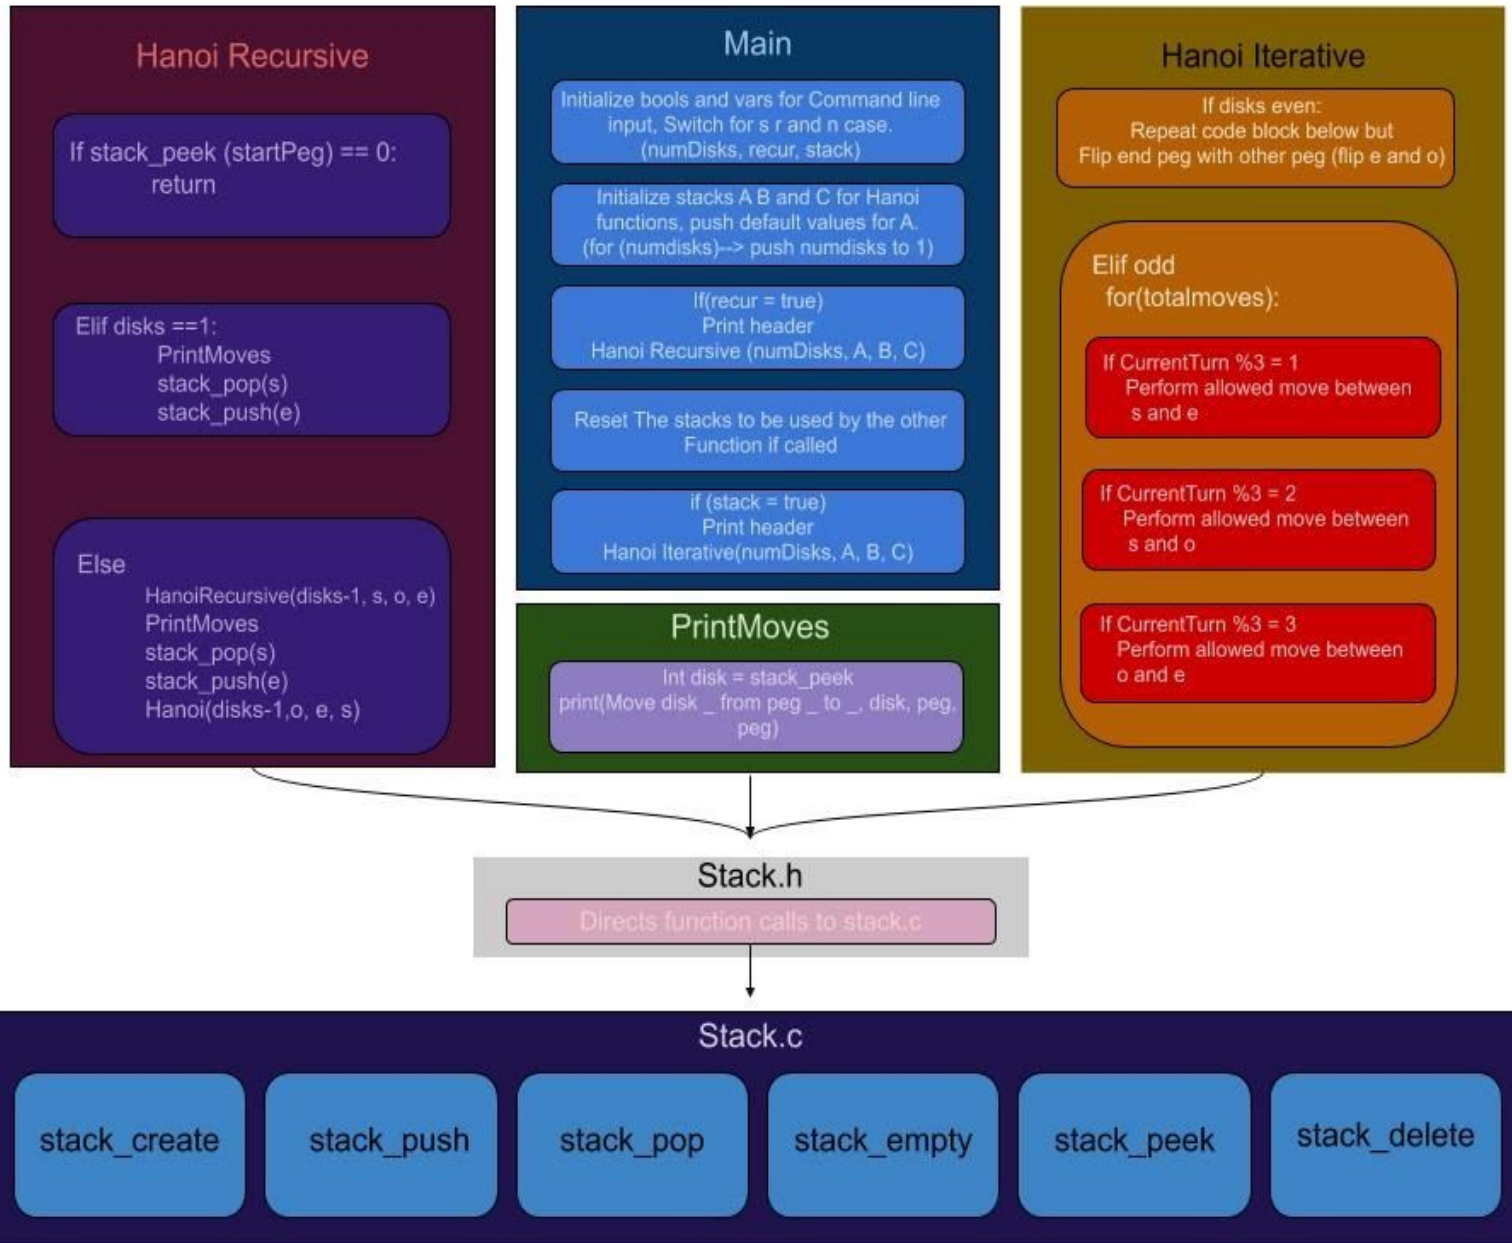 Hanoi Recursive
If stack_peek (startPeg) == 0:
return
Elif disks ==1:
PrintMoves
stack_pop(s)
stack_push(e)
Else
HanoiRecursive(disks-1, s, o, e)
PrintMoves
stack_pop(s)
stack_push(e)
Hanoi(disks-1,o, e, s)
Main
Initialize bools and vars for Command line
input, Switch for s r and n case.
(numDisks, recur, stack)
Initialize stacks A B and C for Hanoi
functions, push default values for A.
(for (numdisks)--> push numdisks to 1)
If(recur = true)
Print header
Hanoi Recursive (numDisks, A, B, C)
Reset The stacks to be used by the other
Function if called
if (stack = true)
Print header
Hanoi Iterative(numDisks, A, B, C)
PrintMoves
Int disk = stack_peek
print(Move disk _ from peg _ to _, disk, peg,
peg)
Hanoi Iterative
If disks even:
Repeat code block below but
Flip end peg with other peg (flip e and o)
Elif odd
for(totalmoves):
If CurrentTurn %3 = 1
Perform allowed move between
s and e
If CurrentTurn %3 = 2
Perform allowed move between
s and o
If CurrentTurn %3 = 3
Perform allowed move between
o and e
Stack.h
Directs function calls to stack.c
Stack.c
stack_create
stack_push
stack_pop
stack_empty
stack_peek
stack_delete